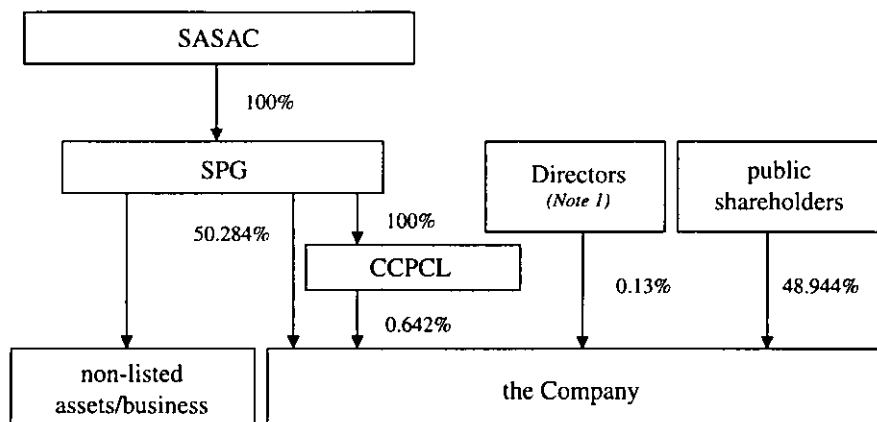 SASAC
100%
SPG
Directors
(Note 1)
public
shareholders
50.284%
100%
CCPCL
0.13%
48.944%
0.642%
non-listed
assets/business
the Company